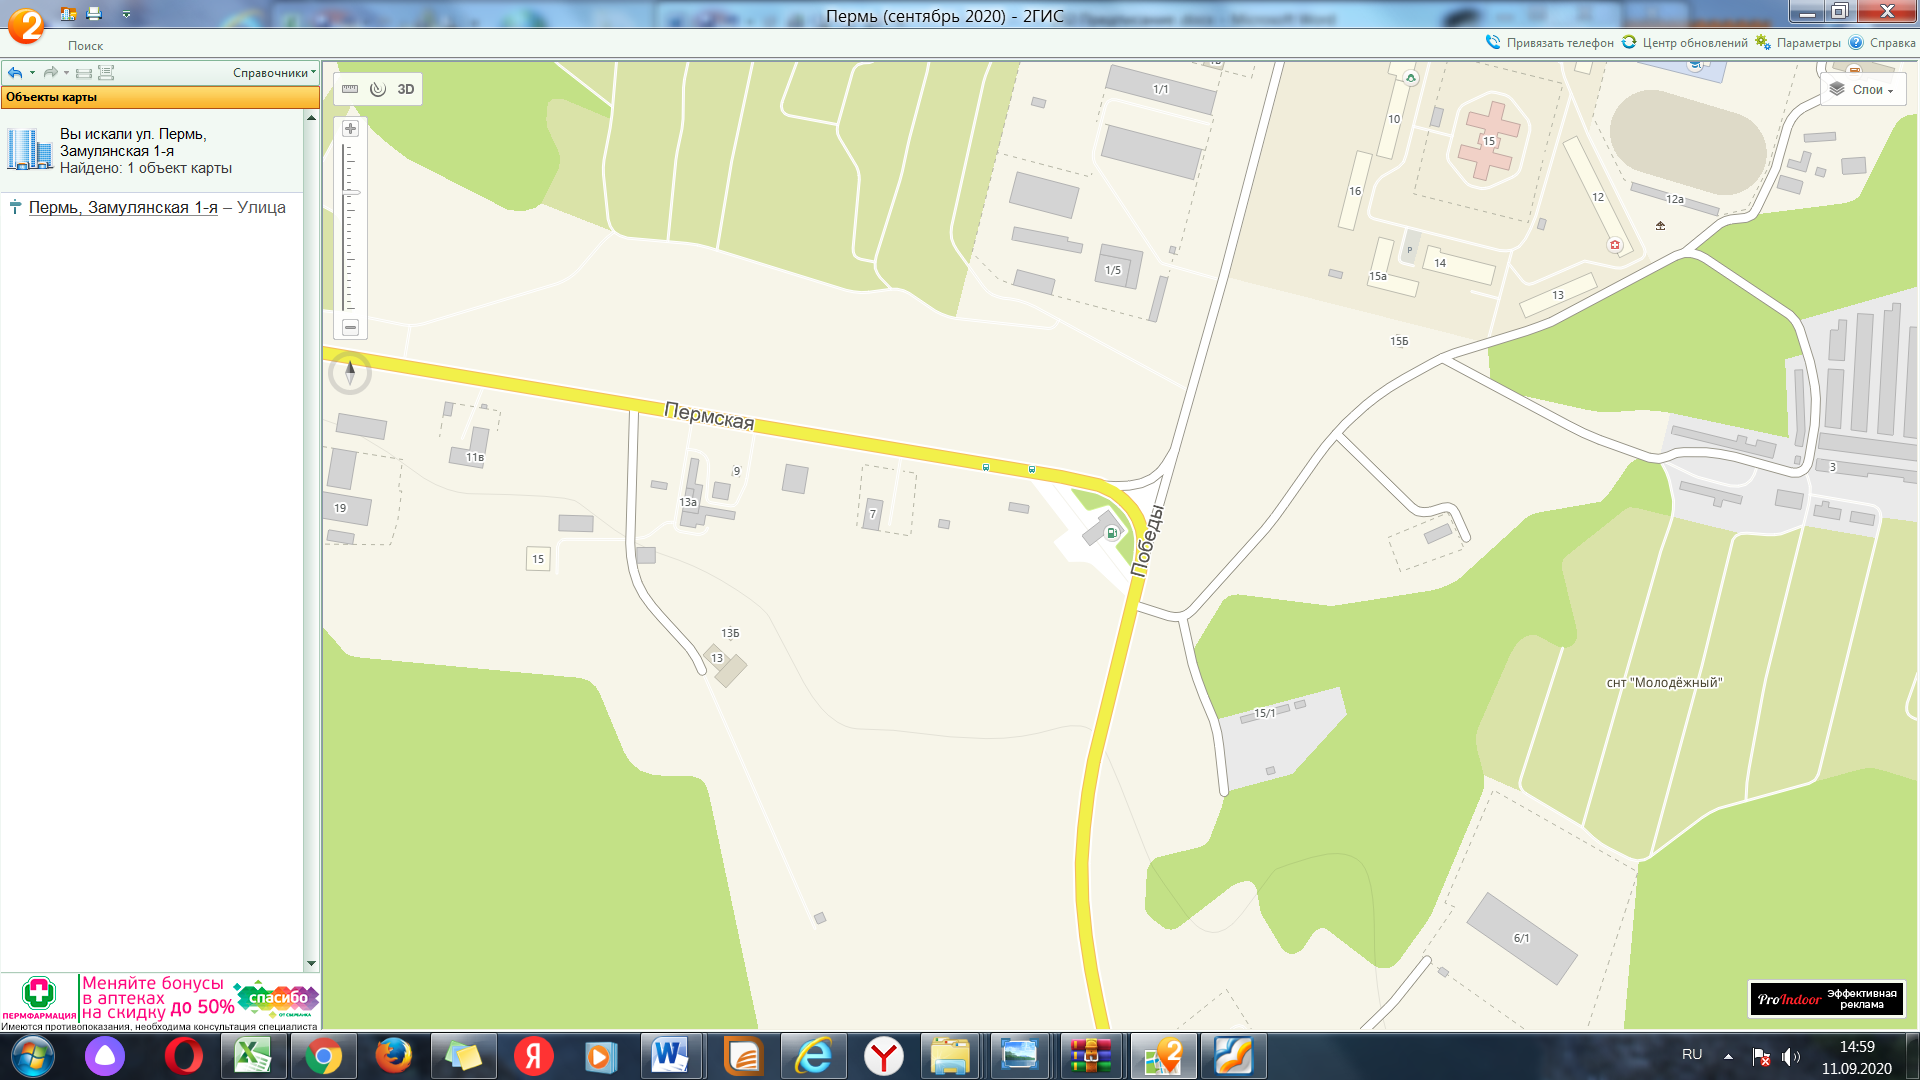 Пермь (сентябрь 2020) - 2ГИС
Поиск
Привязать телефон
Центр обновлений
Параметры
Справка
Справочники
Объекты карты
Вы искали ул. Пермь,
Замулянская 1-я
Найдено: 1 объект карты
Пермь, Замулянская 1-я – Улица
3D
Слои
1/1
10
15
16
12
12а
1/5
P
14
15а
13
15Б
Пермская
11в
9
13а
19
7
3
Победы
15
13Б
13
снт "Молодёжный"
15/1
6/1
ПЕРМФАРМАЦИЯ
Меняйте бонусы
в аптеках
на скидку до 50%
спасибо
ОТ СБЕРБАНКА
Имеются противопоказания, необходима консультация специалиста
ProIndoor
Эффективная
реклама
RU
14:59
11.09.2020